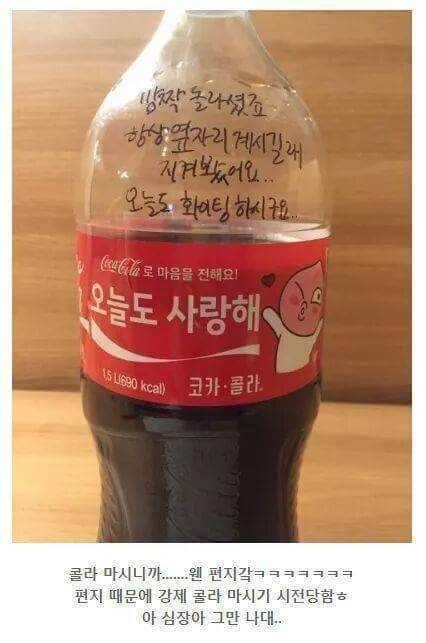 깜짝 놀라셨죠
항상 옆자리 계시길래
지켜봤어요..
오늘도 화이팅 하시구요..
Coca-Cola 로 마음을 전해요!
오늘도 사랑해
1.5 L(690 kcal)
코카·콜라
콜라 마시니까.......웬 편지각ㅋㅋㅋㅋㅋㅋㅋ
편지 때문에 강제 콜라 마시기 시전당함ㅎ
아 심장아 그만 나대..